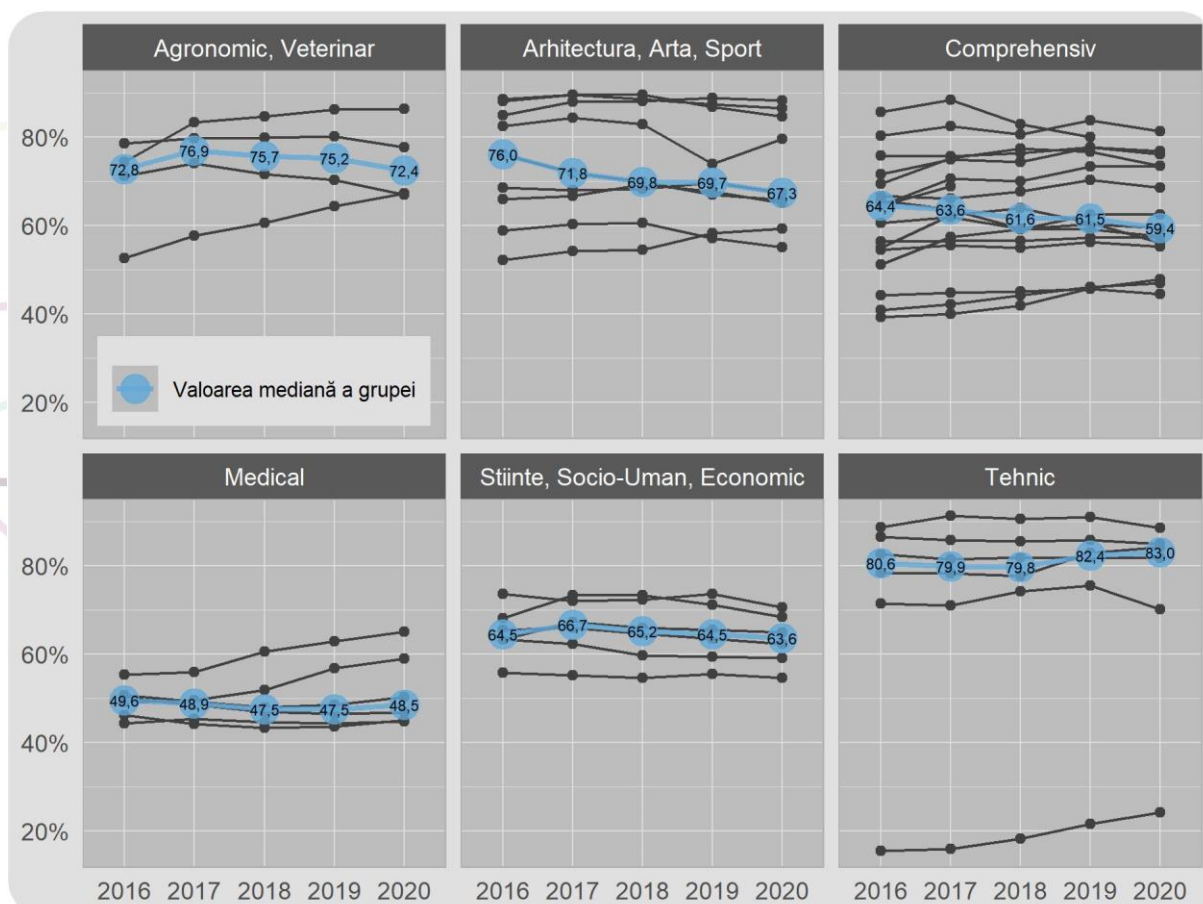 Agronomic, Veterinar
Arhitectura, Arta, Sport
Comprehensiv
80%
60%
40%
20%
72,8 76,9 75,7 75,2 72,4
76,0 71,8 69,8 69,7 67,3
64,4 63,6 61,6 61,5 59,4
Valoarea mediană a grupei
Medical
Stiinte, Socio-Uman, Economic
Tehnic
80%
60%
40%
20%
49,6 48,9 47,5 47,5 48,5
64,5 66,7 65,2 64,5 63,6
80,6 79,9 79,8 82,4 83,0
2016 2017 2018 2019 2020
2016 2017 2018 2019 2020
2016 2017 2018 2019 2020